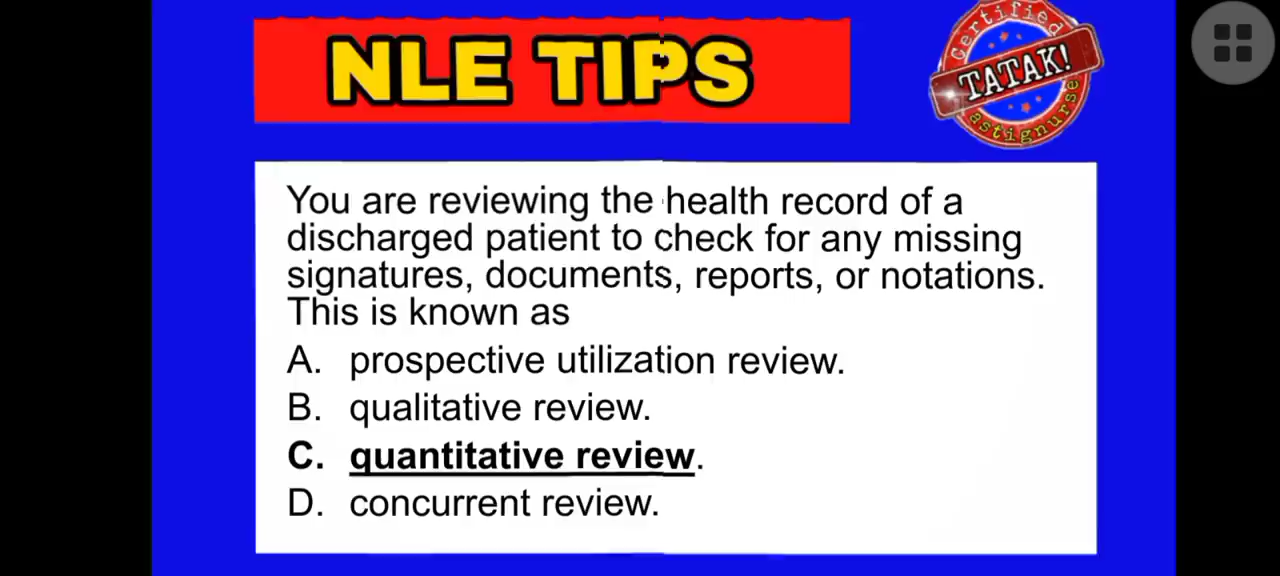 NLE TIPS
Certified
TATAK!
astignurse
You are reviewing the health record of a
discharged patient to check for any missing
signatures, documents, reports, or notations.
This is known as
A. prospective utilization review.
B. qualitative review.
C. quantitative review.
D. concurrent review.